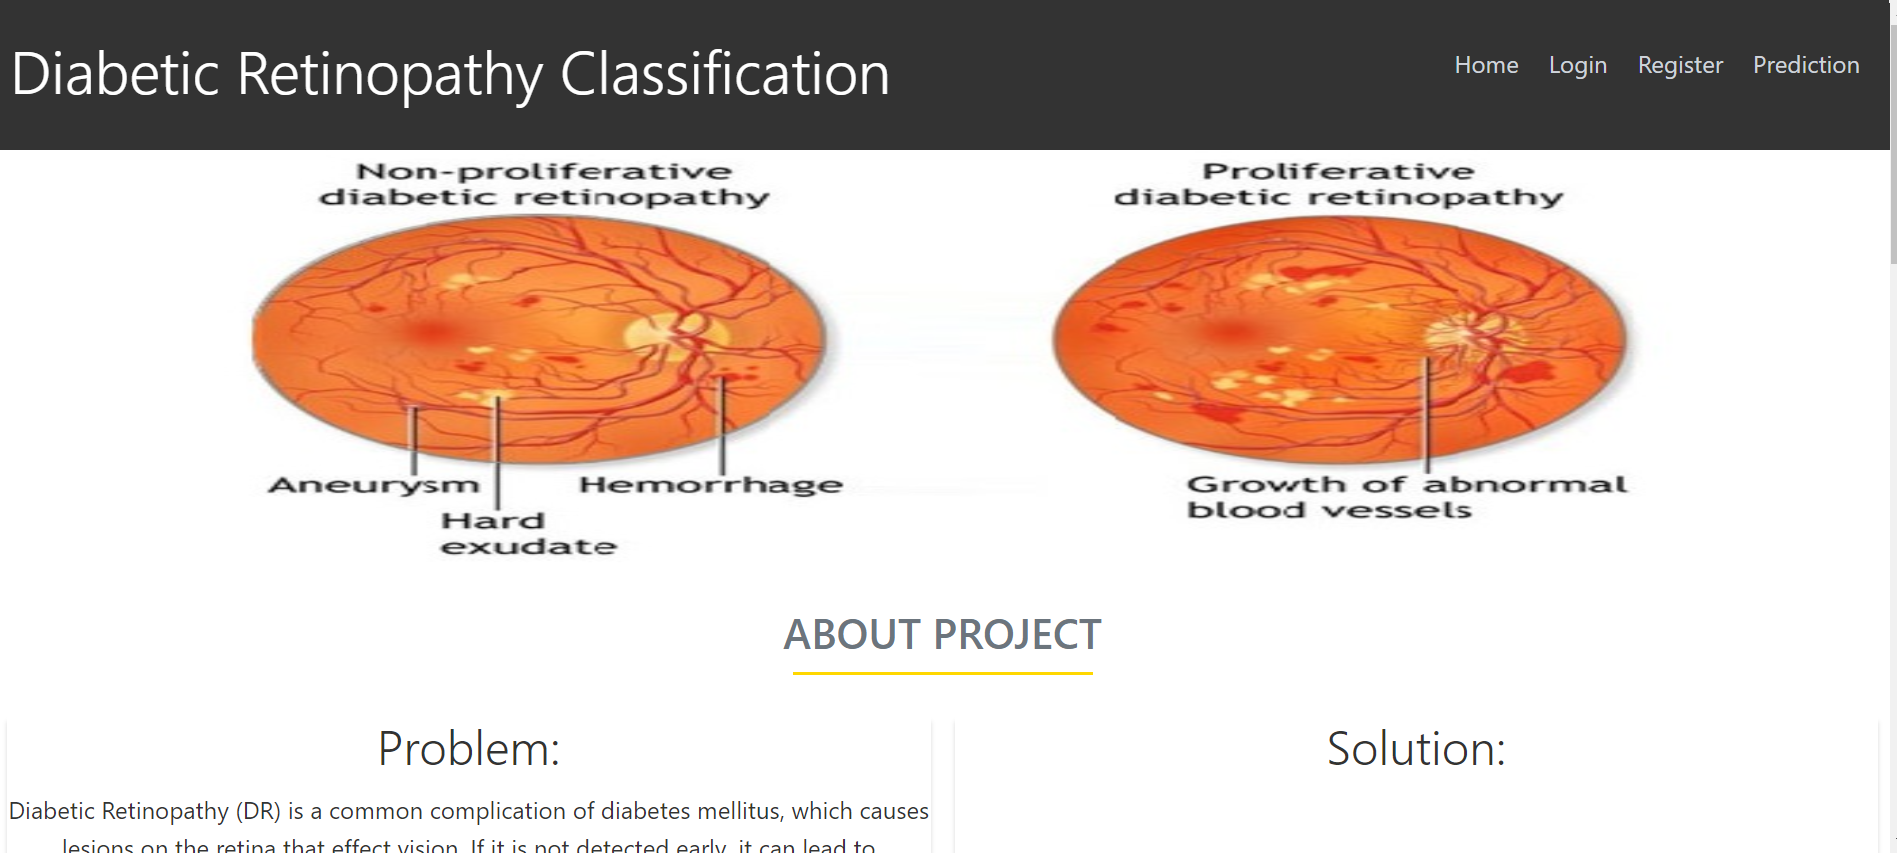 Diabetic Retinopathy Classification
Home Login Register Prediction
Non-proliferative
diabetic retinopathy
Aneurysm
Hard
exudate
Hemorrhage
Proliferative
diabetic retinopathy
Growth of abnormal
blood vessels
ABOUT PROJECT
Problem:
Diabetic Retinopathy (DR) is a common complication of diabetes mellitus, which causes
lesions on the retina that effect vision. If it is not detected early, it can lead to
Solution: